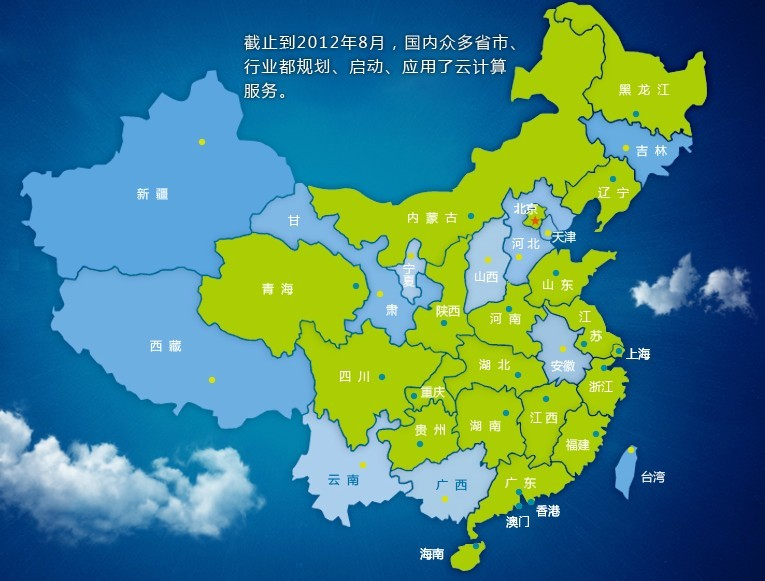 截止到2012年8月，国内众多省市、
行业都规划、启动、应用了云计算
服务。
黑龙江
吉林
辽宁
新疆
甘
内蒙古
北京
天津
河北
宁
夏
山西
青海
肃
陕西
山东
河南
江
苏
西藏
上海
安徽
湖北
四川
重庆
浙江
贵州
湖南
江西
福建
云南
广西
广东
台湾
香港
澳门
海南